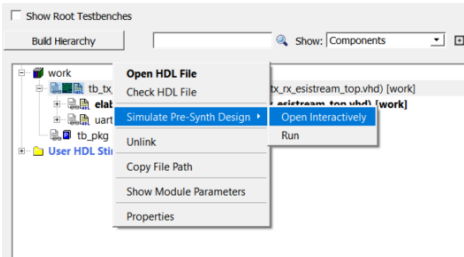 Show Root Testbenches
Build Hierarchy
Show: Components
work
tb_tx_ tx_rx_esistream_top.vhd) [work]
elab esistream_top.vhd) [work]
uart
tb_pkg
User HDL Sti
Open HDL File
Check HDL File
Simulate Pre-Synth Design
Unlink
Copy File Path
Show Module Parameters
Properties
Open Interactively
Run